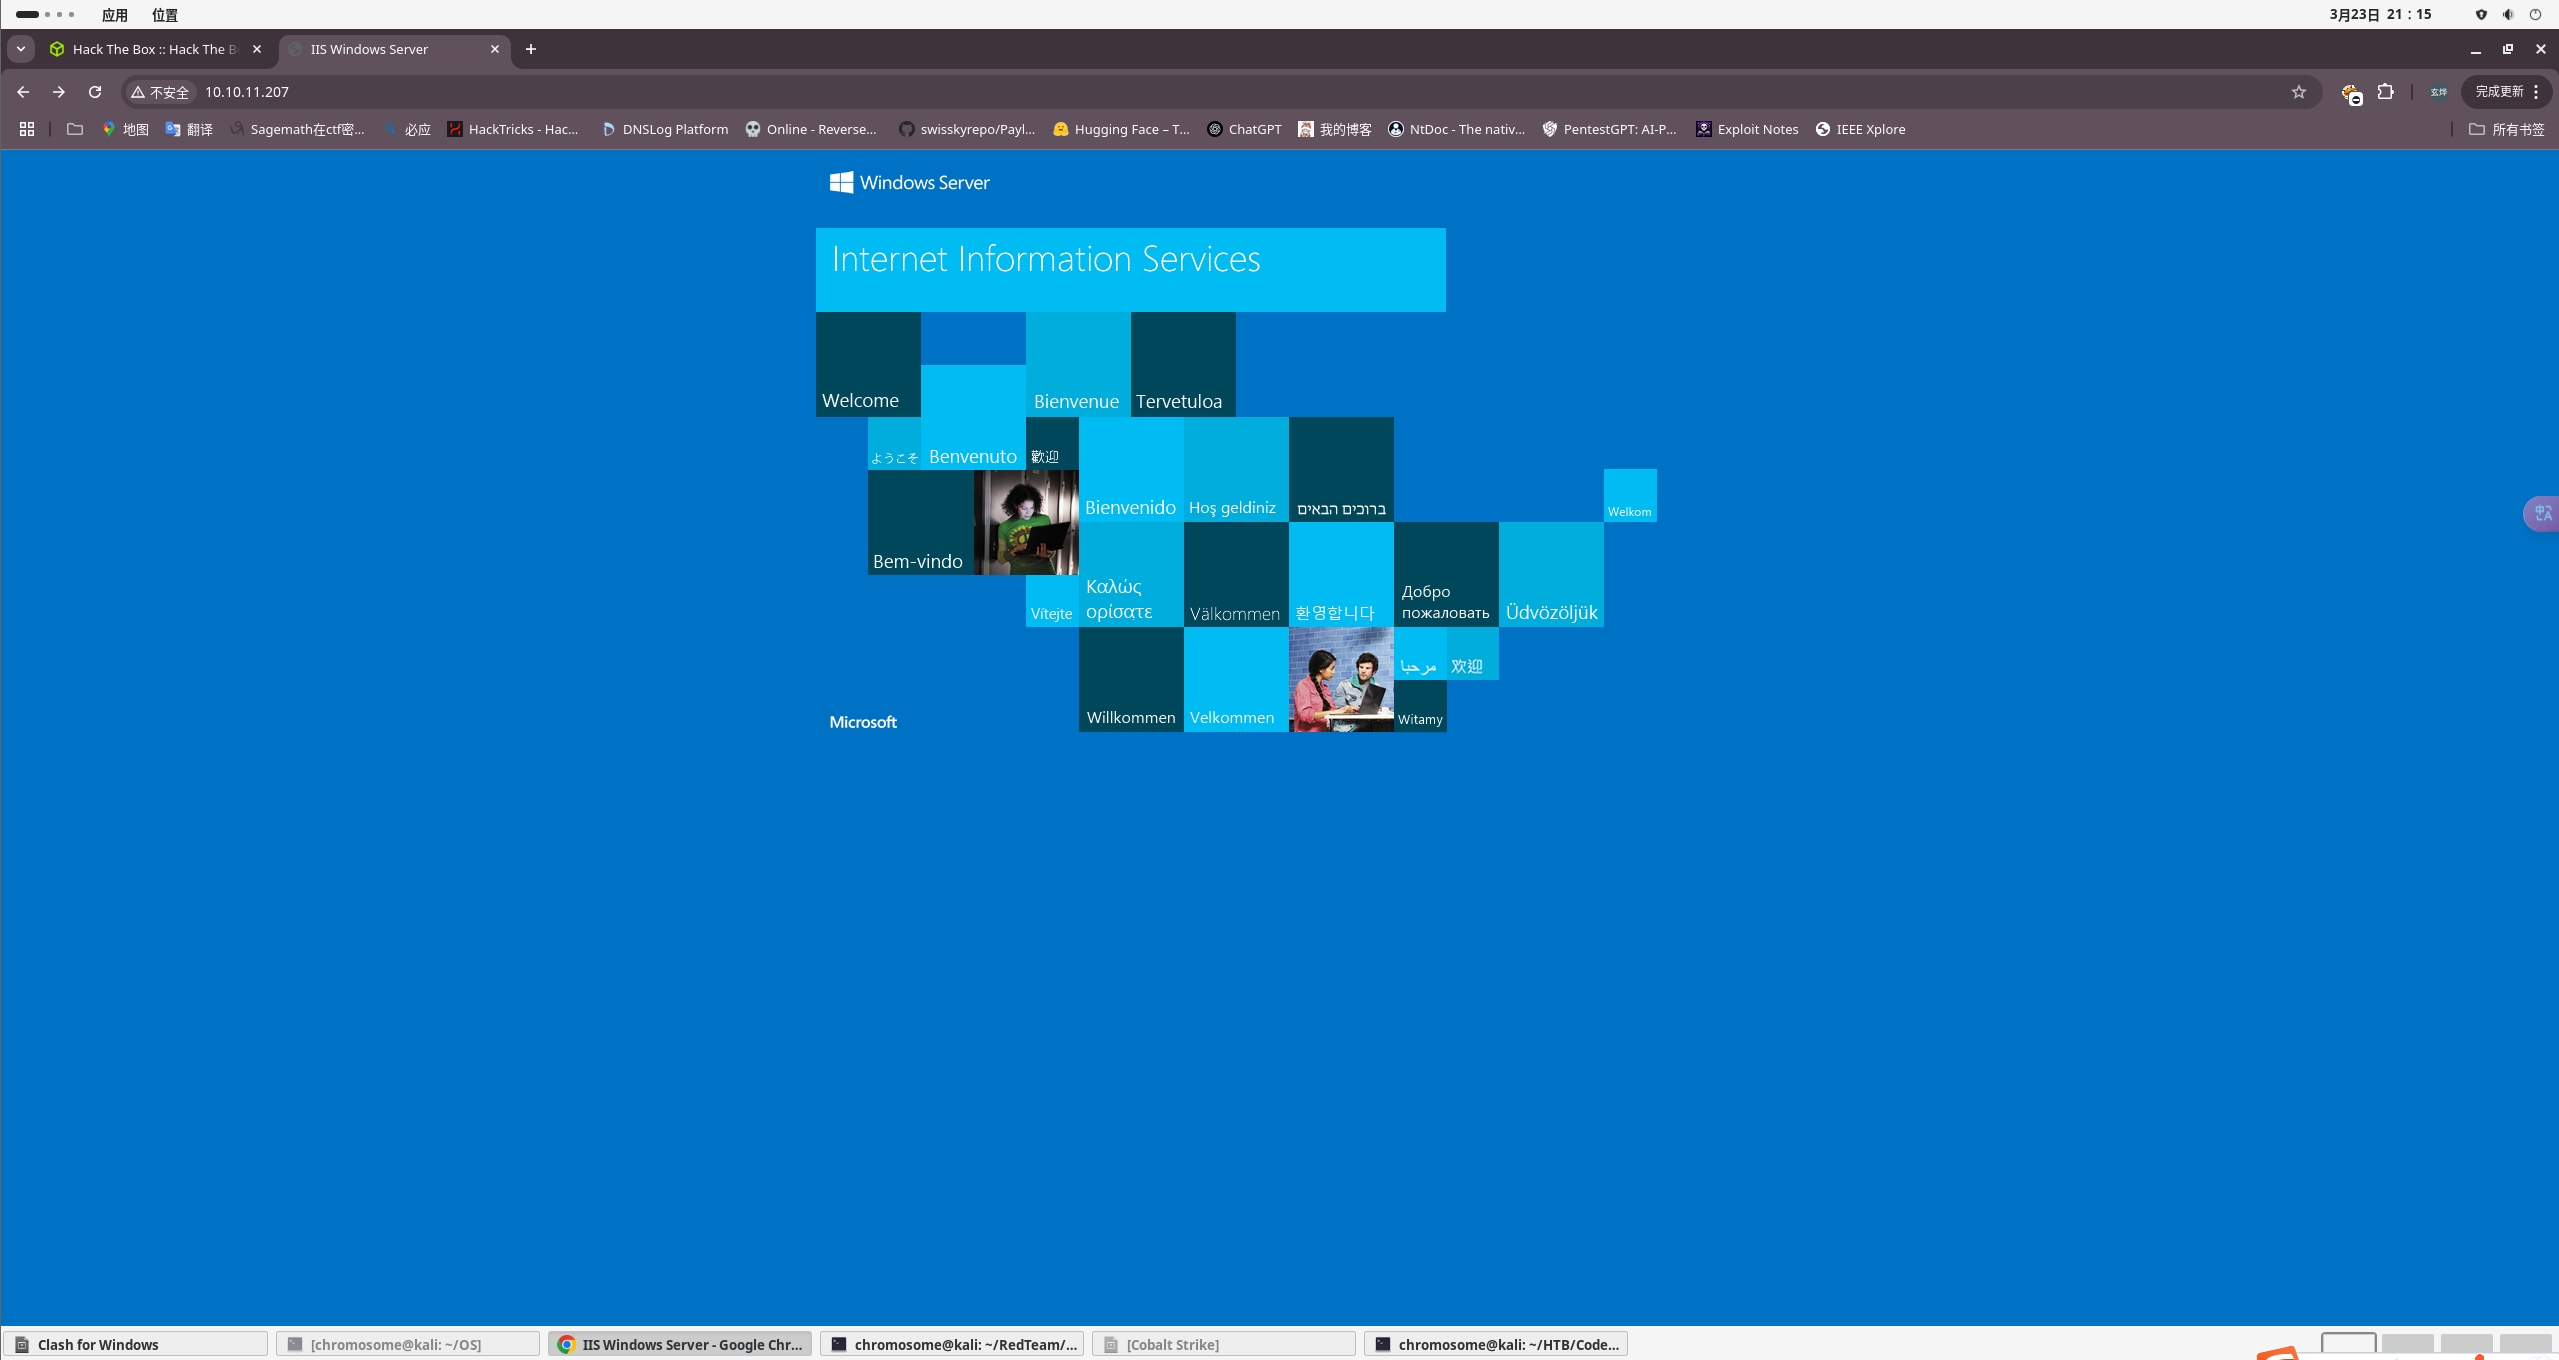 应用 位置 3月23日 21：15
Hack The Box :: Hack The B IIS Windows Server
不安全 10.10.11.207 玄烨 完成更新
地图 翻译 Sagemath在ctf密... 必应 HackTricks - Hac... DNSLog Platform Online - Reverse... swisskyrepo/Payl... Hugging Face – T... ChatGPT 我的博客 NtDoc - The nativ... PentestGPT: AI-P... Exploit Notes IEEE Xplore 所有书签
Windows Server
Internet Information Services
Welcome Bienvenue Tervetuloa
ようこそ Benvenuto 歡迎
Bienvenido Hoş geldiniz ברוכים הבאים Welkom
Bem-vindo
Vítejte Καλώς
ορίσατε Välkommen 환영합니다 Добро
пожаловать Üdvözöljük
مرحبا 欢迎
Microsoft Willkommen Velkommen Witamy
Clash for Windows [chromosome@kali: ~/OS] IIS Windows Server - Google Chr... chromosome@kali: ~/RedTeam/... [Cobalt Strike] chromosome@kali: ~/HTB/Code...